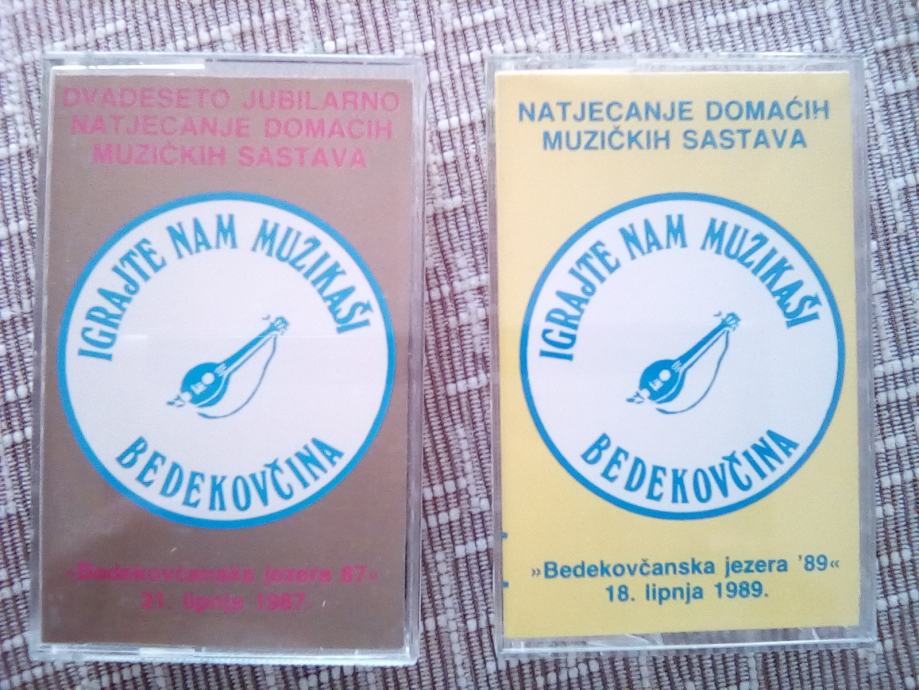 DVADESETO JUBILARNO
NATJECANJE DOMAĆIH
MUZIČKIH SASTAVA
IGRAJTE NAM MUZIKAŠI
BEDEKOVČINA
»Bedekovčanska jezera 87«
21. lipnja 1987.
NATJECANJE DOMAĆIH
MUZIČKIH SASTAVA
IGRAJTE NAM MUZIKAŠI
BEDEKOVČINA
»Bedekovčanska jezera '89«
18. lipnja 1989.